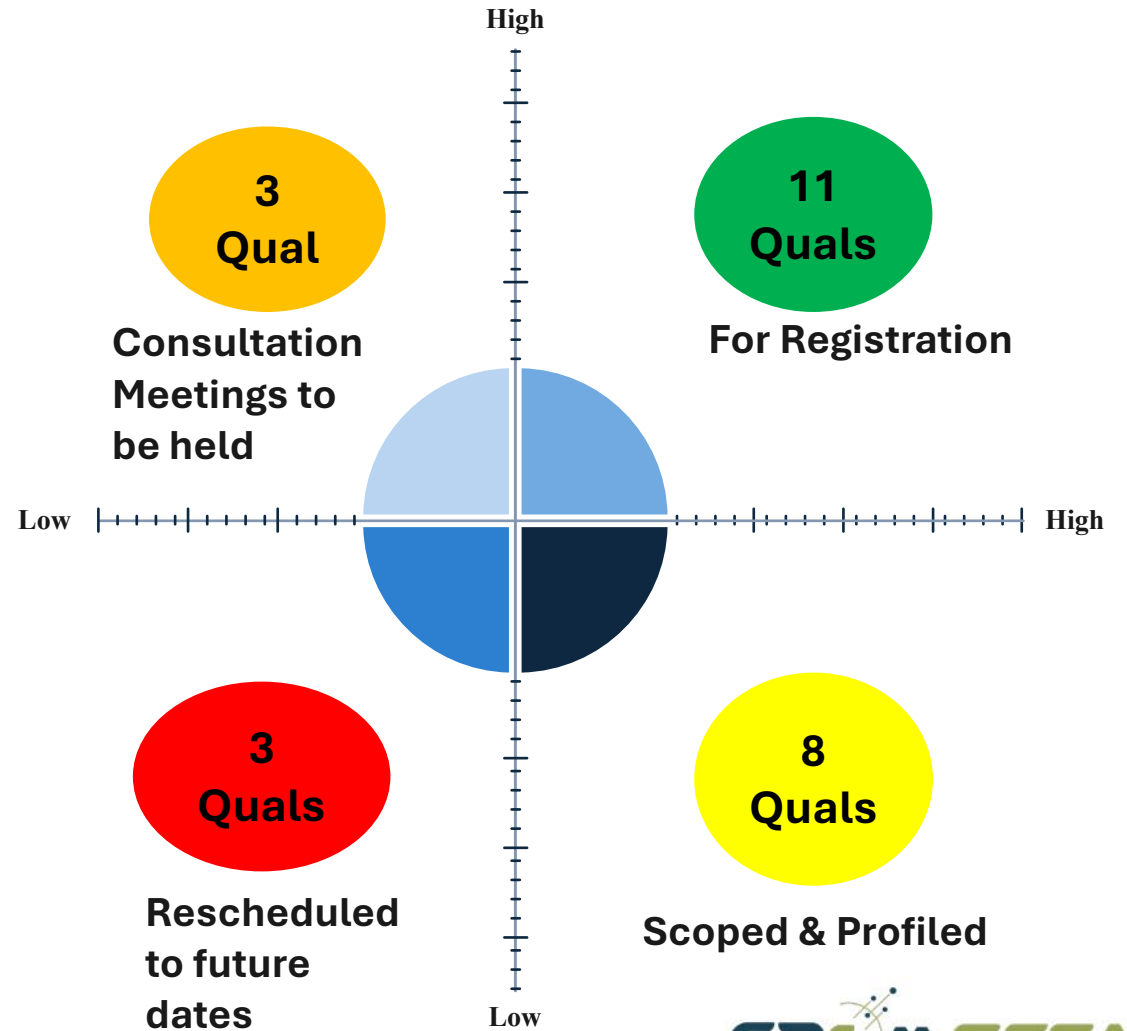 High
3
Qual
11
Quals
Consultation
Meetings to
be held
For Registration
Low
High
3
Quals
8
Quals
Rescheduled
to future
dates
Scoped & Profiled
Low